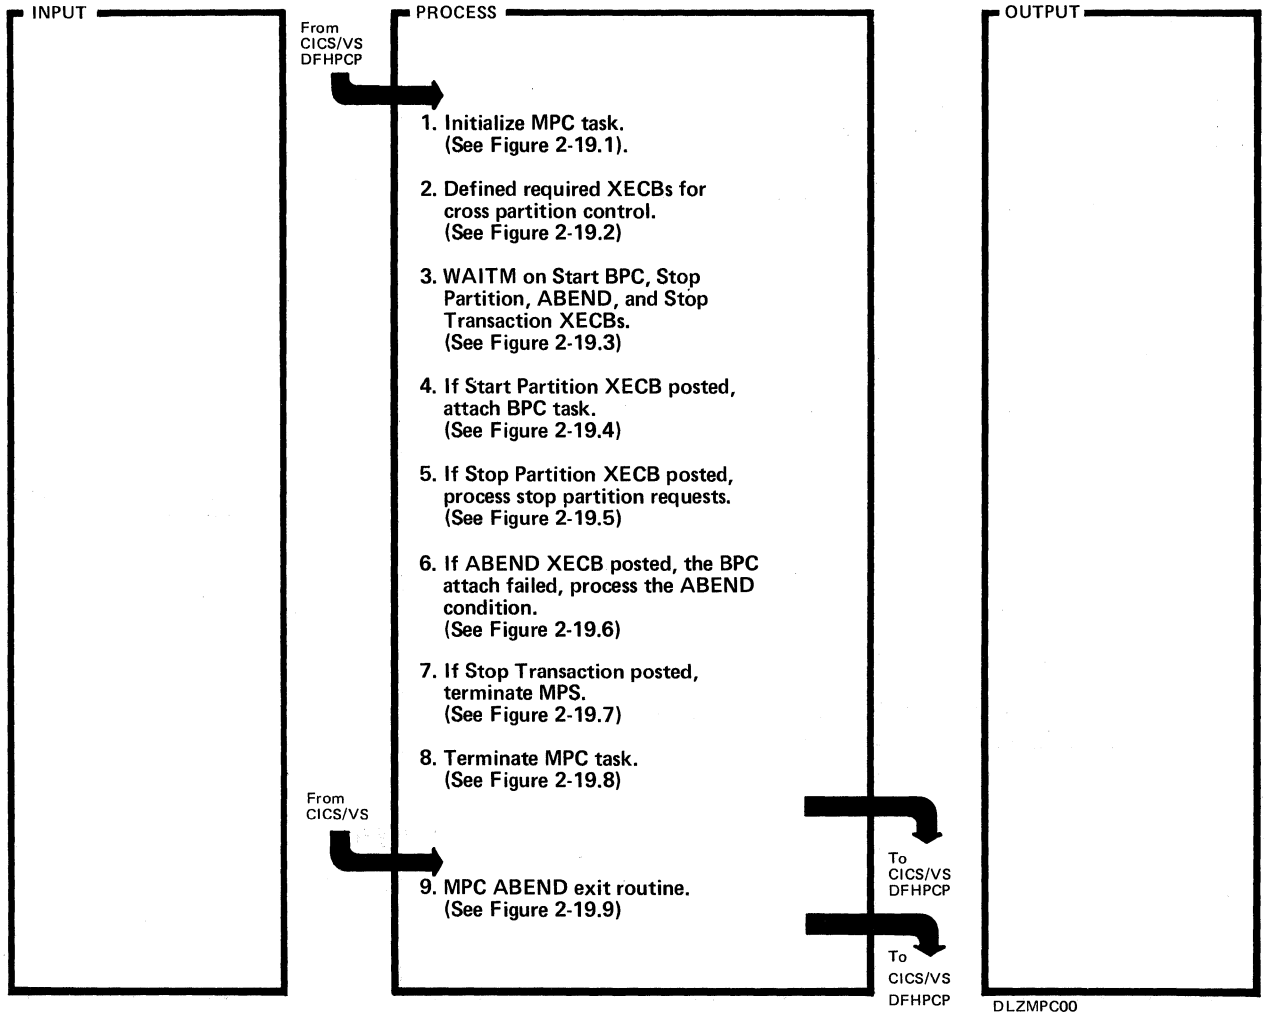 INPUT
PROCESS
OUTPUT
From
CICS/VS
DFHPCP
1. Initialize MPC task.
(See Figure 2-19.1).
2. Defined required XECBs for
cross partition control.
(See Figure 2-19.2)
3. WAITM on Start BPC, Stop
Partition, ABEND, and Stop
Transaction XECBs.
(See Figure 2-19.3)
4. If Start Partition XECB posted,
attach BPC task.
(See Figure 2-19.4)
5. If Stop Partition XECB posted,
process stop partition requests.
(See Figure 2-19.5)
6. If ABEND XECB posted, the BPC
attach failed, process the ABEND
condition.
(See Figure 2-19.6)
7. If Stop Transaction posted,
terminate MPS.
(See Figure 2-19.7)
8. Terminate MPC task.
(See Figure 2-19.8)
From
CICS/VS
To
CICS/VS
DFHPCP
9. MPC ABEND exit routine.
(See Figure 2-19.9)
To
CICS/VS
DFHPCP
DLZMPC00